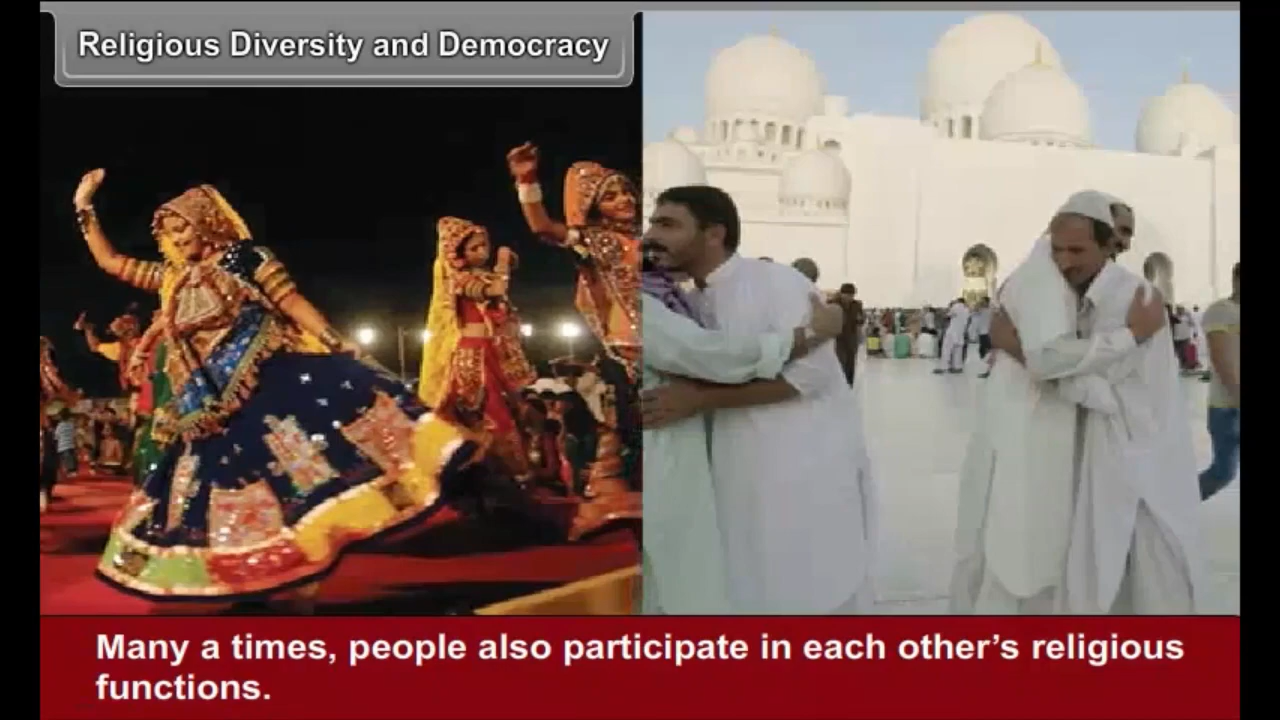 Religious Diversity and Democracy
Many a times, people also participate in each other’s religious
functions.